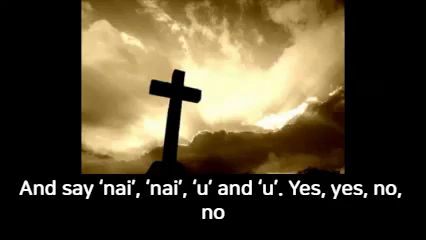 And say ‘nai’, ‘nai’, ‘u’ and ‘u’. Yes, yes, no,
no